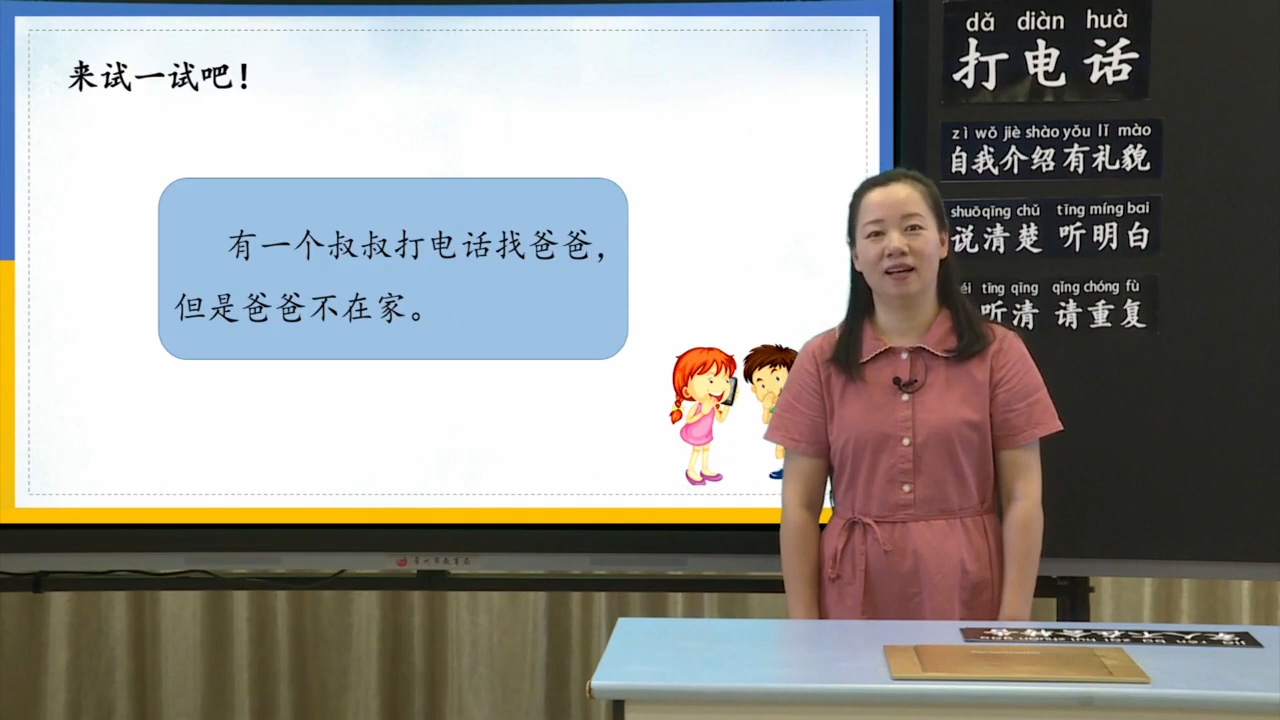 来试一试吧！
有一个叔叔打电话找爸爸，
但是爸爸不在家。
dǎ diàn huà
打电话
zì wǒ jiè shào yǒu lǐ mào
自我介绍有礼貌
shuō qīng chǔ tīng míng bai
说清楚 听明白
éi tīng qīng qǐng chóng fù
听清 请重复